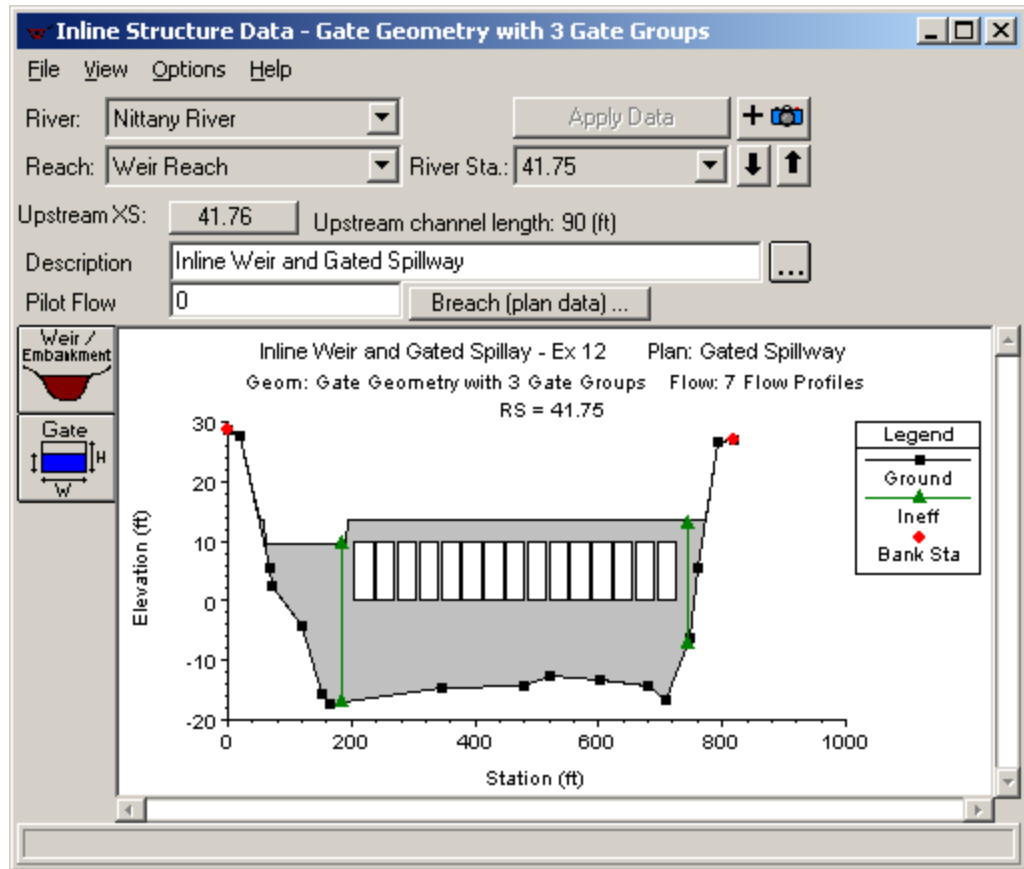 Inline Structure Data - Gate Geometry with 3 Gate Groups
File View Options Help
River: Nittany River Apply Data
Reach: Weir Reach River Sta.: 41.75
Upstream XS: 41.76 Upstream channel length: 90 (ft)
Description Inline Weir and Gated Spillway ...
Pilot Flow 0 Breach (plan data) ...
Weir /
Embankment
Gate
H
W
Inline Weir and Gated Spillay - Ex 12 Plan: Gated Spillway
Geom: Gate Geometry with 3 Gate Groups Flow: 7 Flow Profiles
RS = 41.75
30
20
10
0
-10
-20
Elevation (ft)
0 200 400 600 800 1000
Station (ft)
Legend
Ground
Ineff
Bank Sta